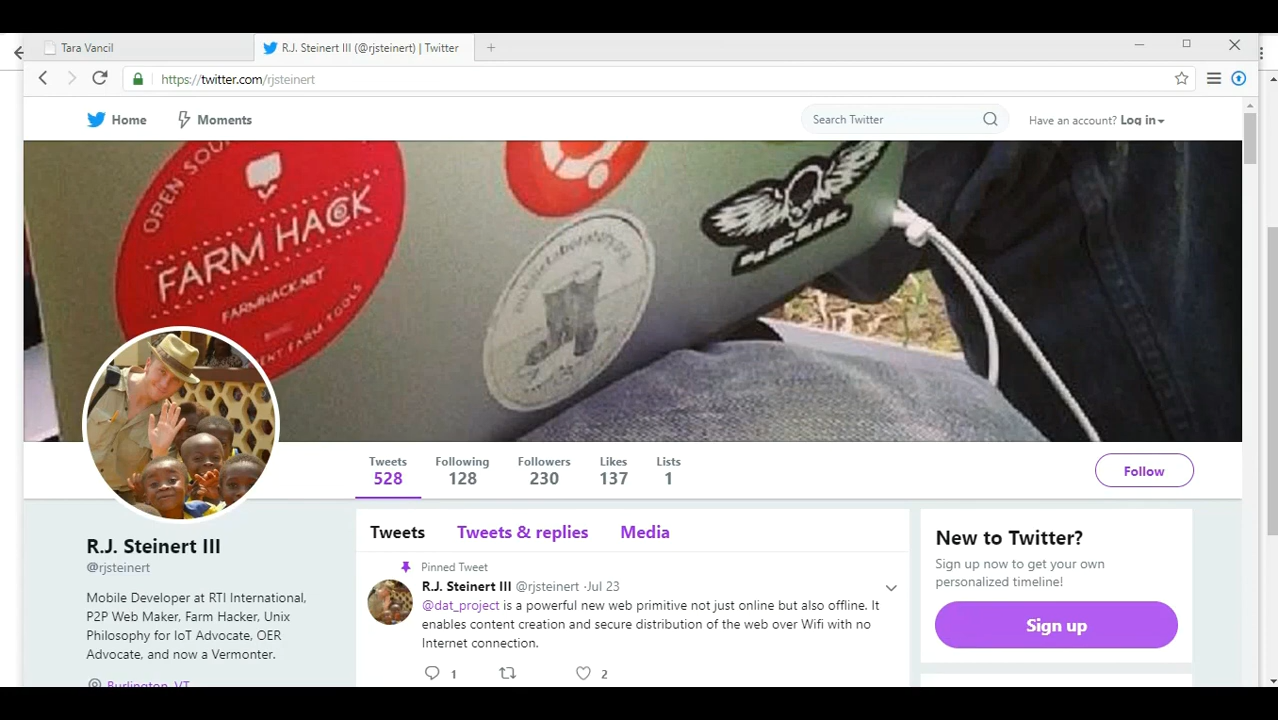 Tara Vancil
R.J. Steinert III (@rjsteinert) | Twitter
https://twitter.com/rjsteinert
Home
Moments
Search Twitter
Have an account? Log in
OPEN SOU
FARM HACK
FARMHACK.NET
ENT FARM TOOLS
Tweets
528
Following
128
Followers
230
Likes
137
Lists
1
Follow
R.J. Steinert III
@rjsteinert
Mobile Developer at RTI International,
P2P Web Maker, Farm Hacker, Unix
Philosophy for IoT Advocate, OER
Advocate, and now a Vermonter.
Burlington, VT
Tweets
Tweets & replies
Media
Pinned Tweet
R.J. Steinert III @rjsteinert · Jul 23
@dat_project is a powerful new web primitive not just online but also offline. It
enables content creation and secure distribution of the web over Wifi with no
Internet connection.
1
2
New to Twitter?
Sign up now to get your own
personalized timeline!
Sign up